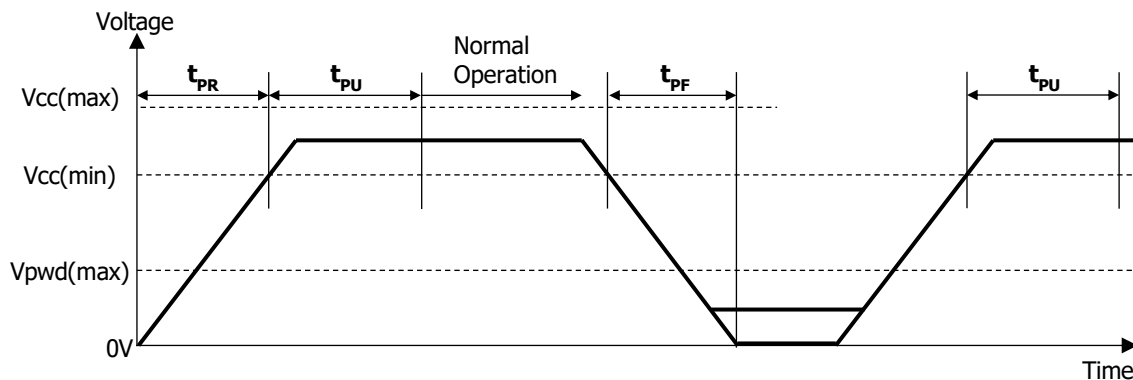 Voltage
Normal
Operation
tPR
tPU
tPF
tPU
Vcc(max)
Vcc(min)
Vpwd(max)
0V
Time